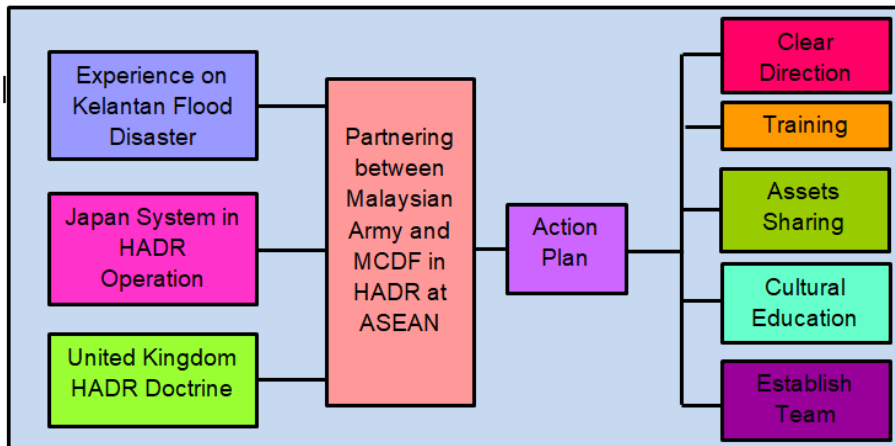 Experience on
Kelantan Flood
Disaster
Japan System in
HADR
Operation
United Kingdom
HADR Doctrine
Partnering
between
Malaysian
Army and
MCDF in
HADR at
ASEAN
Action
Plan
Clear
Direction
Training
Assets
Sharing
Cultural
Education
Establish
Team